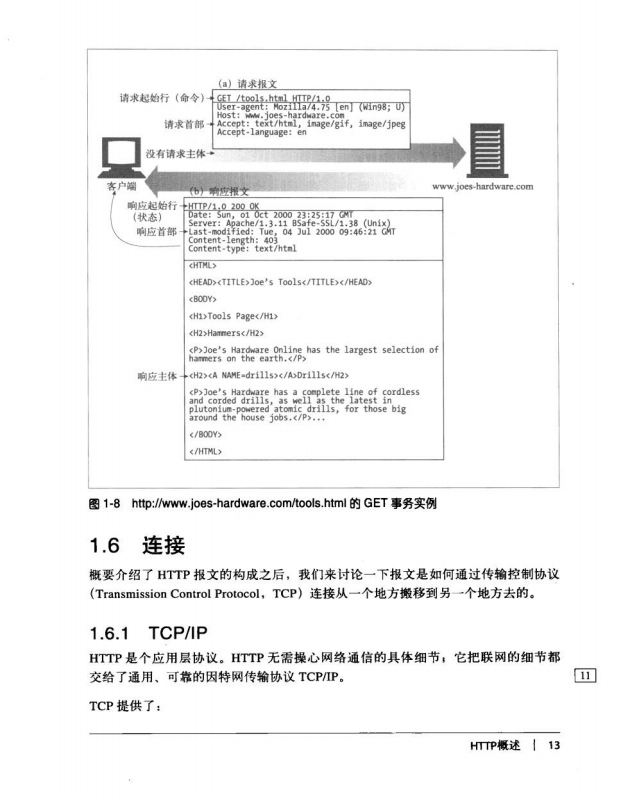 (a) 请求报文
请求起始行（命令）
GET /tools.html HTTP/1.0
User-agent: Mozilla/4.75 [en] (Win98; U)
Host: www.joes-hardware.com
请求首部
Accept: text/html, image/gif, image/jpeg
Accept-language: en
没有请求主体
客户端
www.joes-hardware.com
(b) 响应报文
响应起始行
（状态）
HTTP/1.0 200 OK
Date: Sun, 01 Oct 2000 23:25:17 GMT
Server: Apache/1.3.11 BSafe-SSL/1.38 (Unix)
响应首部
Last-modified: Tue, 04 Jul 2000 09:46:21 GMT
Content-length: 403
Content-type: text/html
<HTML>
<HEAD><TITLE>Joe's Tools</TITLE></HEAD>
<BODY>
<H1>Tools Page</H1>
<H2>Hammers</H2>
<P>Joe's Hardware Online has the largest selection of
hammers on the earth.</P>
响应主体
<H2><A NAME=drills></A>Drills</H2>
<P>Joe's Hardware has a complete line of cordless
and corded drills, as well as the latest in
plutonium-powered atomic drills, for those big
around the house jobs.</P>...
</BODY>
</HTML>
图 1-8 http://www.joes-hardware.com/tools.html 的 GET 事务实例
1.6 连接
概要介绍了 HTTP 报文的构成之后，我们来讨论一下报文是如何通过传输控制协议
（Transmission Control Protocol，TCP）连接从一个地方搬移到另一个地方去的。
1.6.1 TCP/IP
HTTP 是个应用层协议。HTTP 无需操心网络通信的具体细节；它把联网的细节都
交给了通用、可靠的因特网传输协议 TCP/IP。
11
TCP 提供了：
HTTP概述 | 13